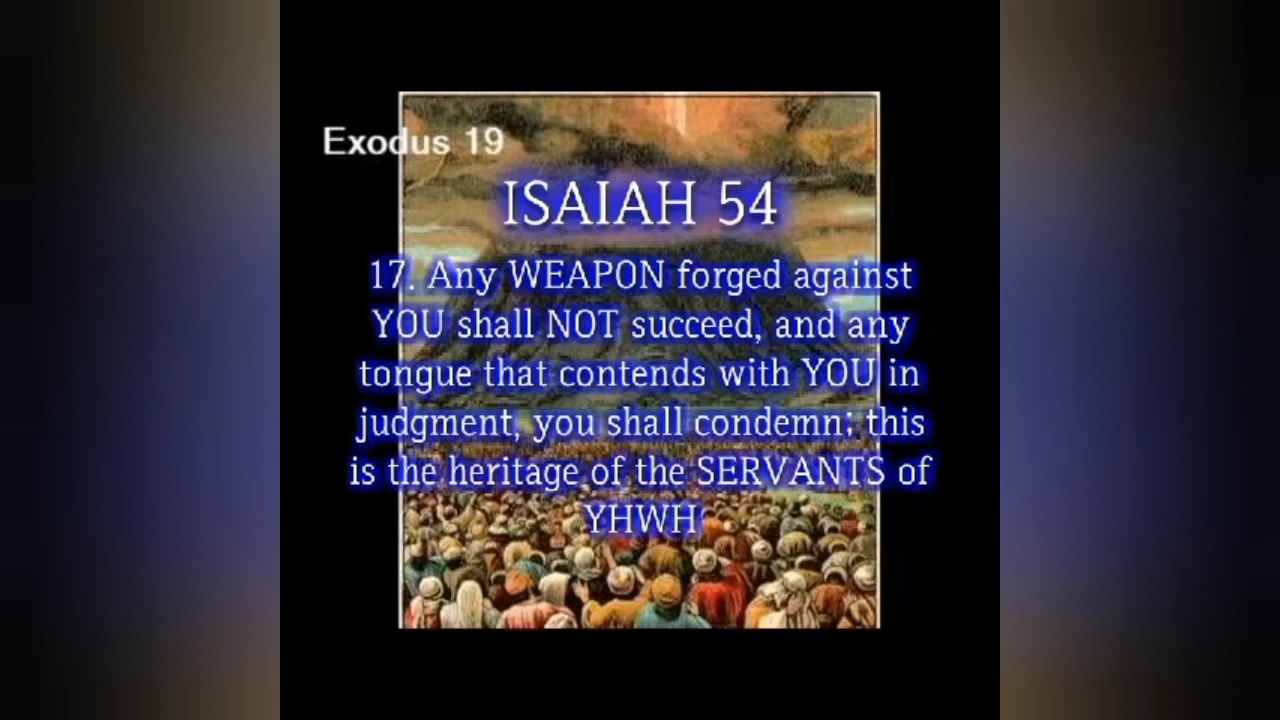 Exodus 19
ISAIAH 54
17. Any WEAPON forged against
YOU shall NOT succeed, and any
tongue that contends with YOU in
judgment, you shall condemn; this
is the heritage of the SERVANTS of
YHWH